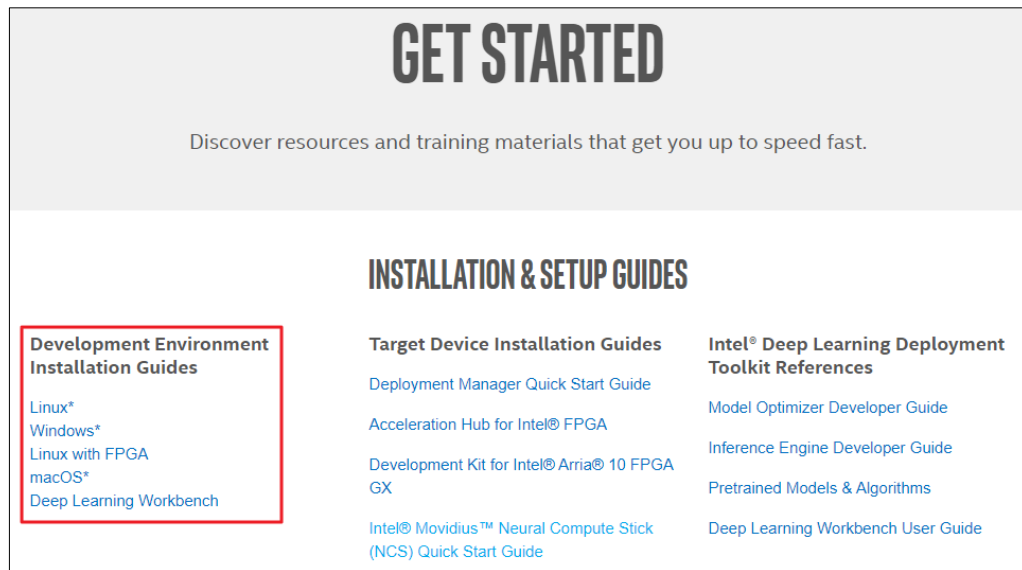 GET STARTED
Discover resources and training materials that get you up to speed fast.
INSTALLATION & SETUP GUIDES
Development Environment
Installation Guides
Linux*
Windows*
Linux with FPGA
macOS*
Deep Learning Workbench
Target Device Installation Guides
Deployment Manager Quick Start Guide
Acceleration Hub for Intel® FPGA
Development Kit for Intel® Arria® 10 FPGA
GX
Intel® Movidius™ Neural Compute Stick
(NCS) Quick Start Guide
Intel® Deep Learning Deployment
Toolkit References
Model Optimizer Developer Guide
Inference Engine Developer Guide
Pretrained Models & Algorithms
Deep Learning Workbench User Guide